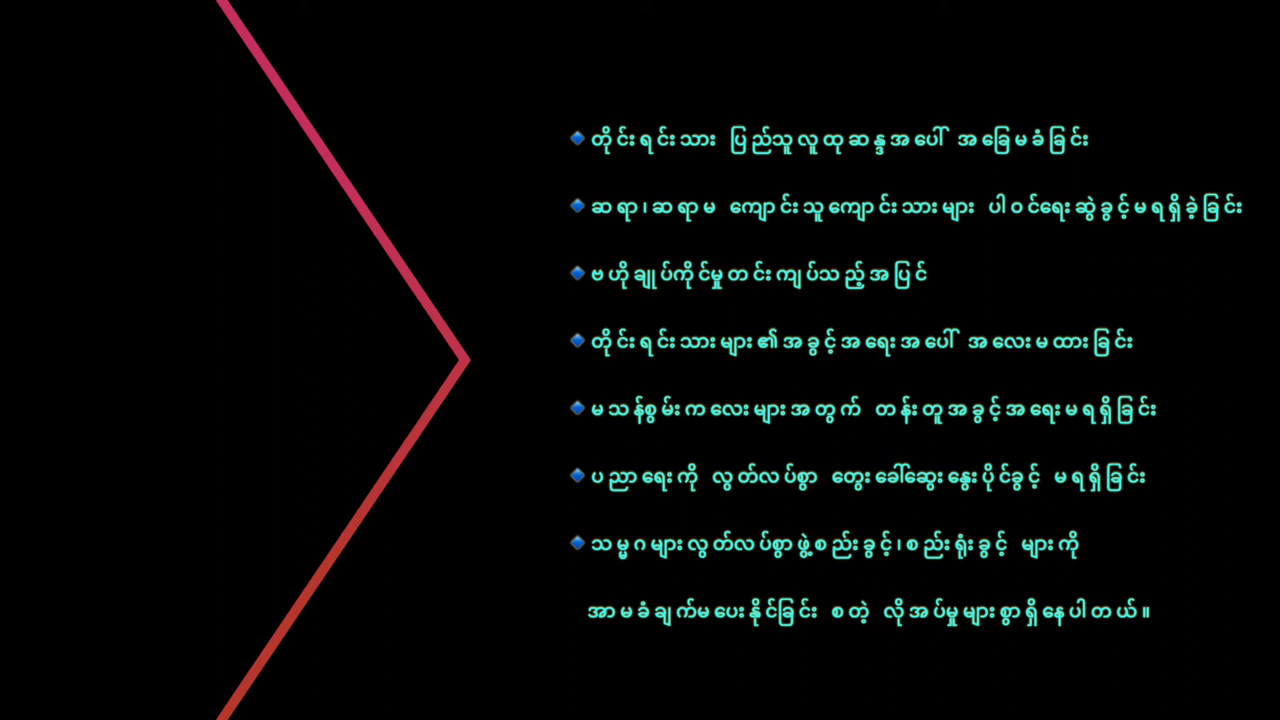 🔹တိုင်းရင်းသား ပြည်သူလူထုဆန္ဒအပေါ် အခြေမခံခြင်း
🔹ဆရာ၊ဆရာမ ကျောင်းသူကျောင်းသားများ ပါဝင်ရေးဆွဲခွင့်မရရှိခဲ့ခြင်း
🔹ဗဟိုချုပ်ကိုင်မှုတင်းကျပ်သည့်အပြင်
🔹တိုင်းရင်းသားများ၏အခွင့်အရေးအပေါ် အလေးမထားခြင်း
🔹မသန်စွမ်းကလေးများအတွက် တန်းတူအခွင့်အရေးမရရှိခြင်း
🔹ပညာရေးကို လွတ်လပ်စွာ တွေးခေါ်ဆွေးနွေးပိုင်ခွင့် မရရှိခြင်း
🔹သမ္မဂများလွတ်လပ်စွာဖွဲ့စည်းခွင့်၊စည်းရုံးခွင့် များကို
အာမခံချက်မပေးနိုင်ခြင်း စတဲ့ လိုအပ်မှုများစွာရှိနေပါတယ်။